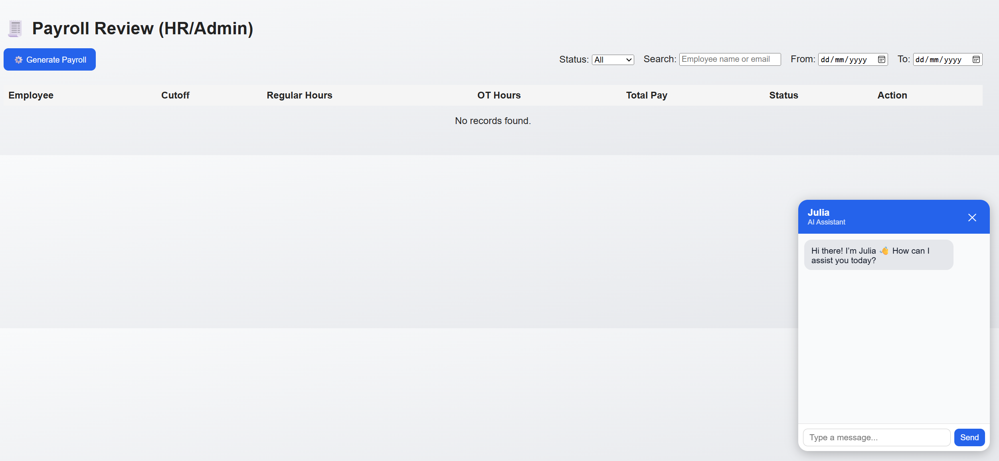 Payroll Review (HR/Admin)
Generate Payroll
Status: All Search: Employee name or email From: dd/mm/yyyy To: dd/mm/yyyy
Employee Cutoff Regular Hours OT Hours Total Pay Status Action
No records found.
Julia
AI Assistant
Hi there! I’m Julia 👋 How can I
assist you today?
Type a message... Send